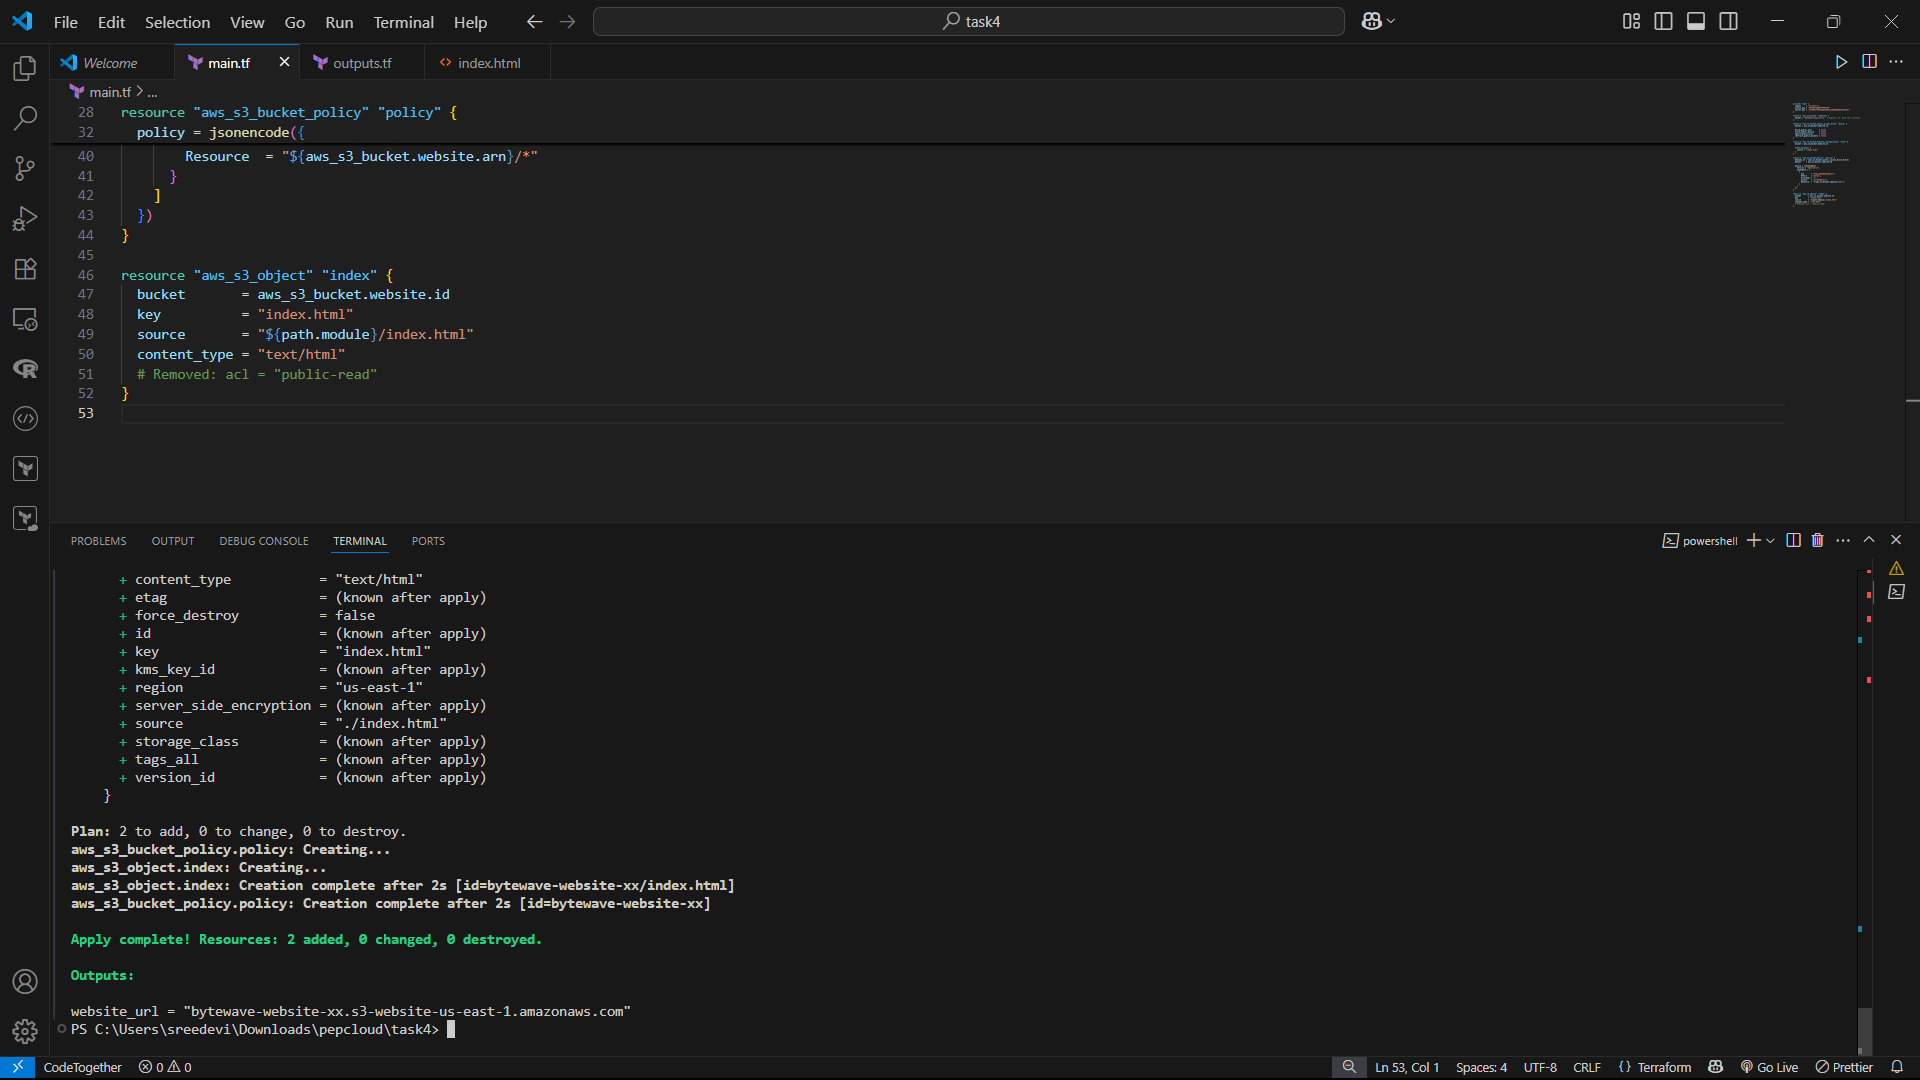 File Edit Selection View Go Run Terminal Help
task4
Welcome
main.tf
outputs.tf
index.html
main.tf > ...
28 resource "aws_s3_bucket_policy" "policy" {
32 policy = jsonencode({
40 Resource = "${aws_s3_bucket.website.arn}/*"
41 }
42 ]
43 })
44 }
45
46 resource "aws_s3_object" "index" {
47 bucket = aws_s3_bucket.website.id
48 key = "index.html"
49 source = "${path.module}/index.html"
50 content_type = "text/html"
51 # Removed: acl = "public-read"
52 }
53
PROBLEMS OUTPUT DEBUG CONSOLE TERMINAL PORTS
powershell
+ content_type = "text/html"
+ etag = (known after apply)
+ force_destroy = false
+ id = (known after apply)
+ key = "index.html"
+ kms_key_id = (known after apply)
+ region = "us-east-1"
+ server_side_encryption = (known after apply)
+ source = "./index.html"
+ storage_class = (known after apply)
+ tags_all = (known after apply)
+ version_id = (known after apply)
}
Plan: 2 to add, 0 to change, 0 to destroy.
aws_s3_bucket_policy.policy: Creating...
aws_s3_object.index: Creating...
aws_s3_object.index: Creation complete after 2s [id=bytewave-website-xx/index.html]
aws_s3_bucket_policy.policy: Creation complete after 2s [id=bytewave-website-xx]
Apply complete! Resources: 2 added, 0 changed, 0 destroyed.
Outputs:
website_url = "bytewave-website-xx.s3-website-us-east-1.amazonaws.com"
PS C:\Users\sreedevi\Downloads\pepcloud\task4>
CodeTogether 0 0 Ln 53, Col 1 Spaces: 4 UTF-8 CRLF {} Terraform Go Live Prettier